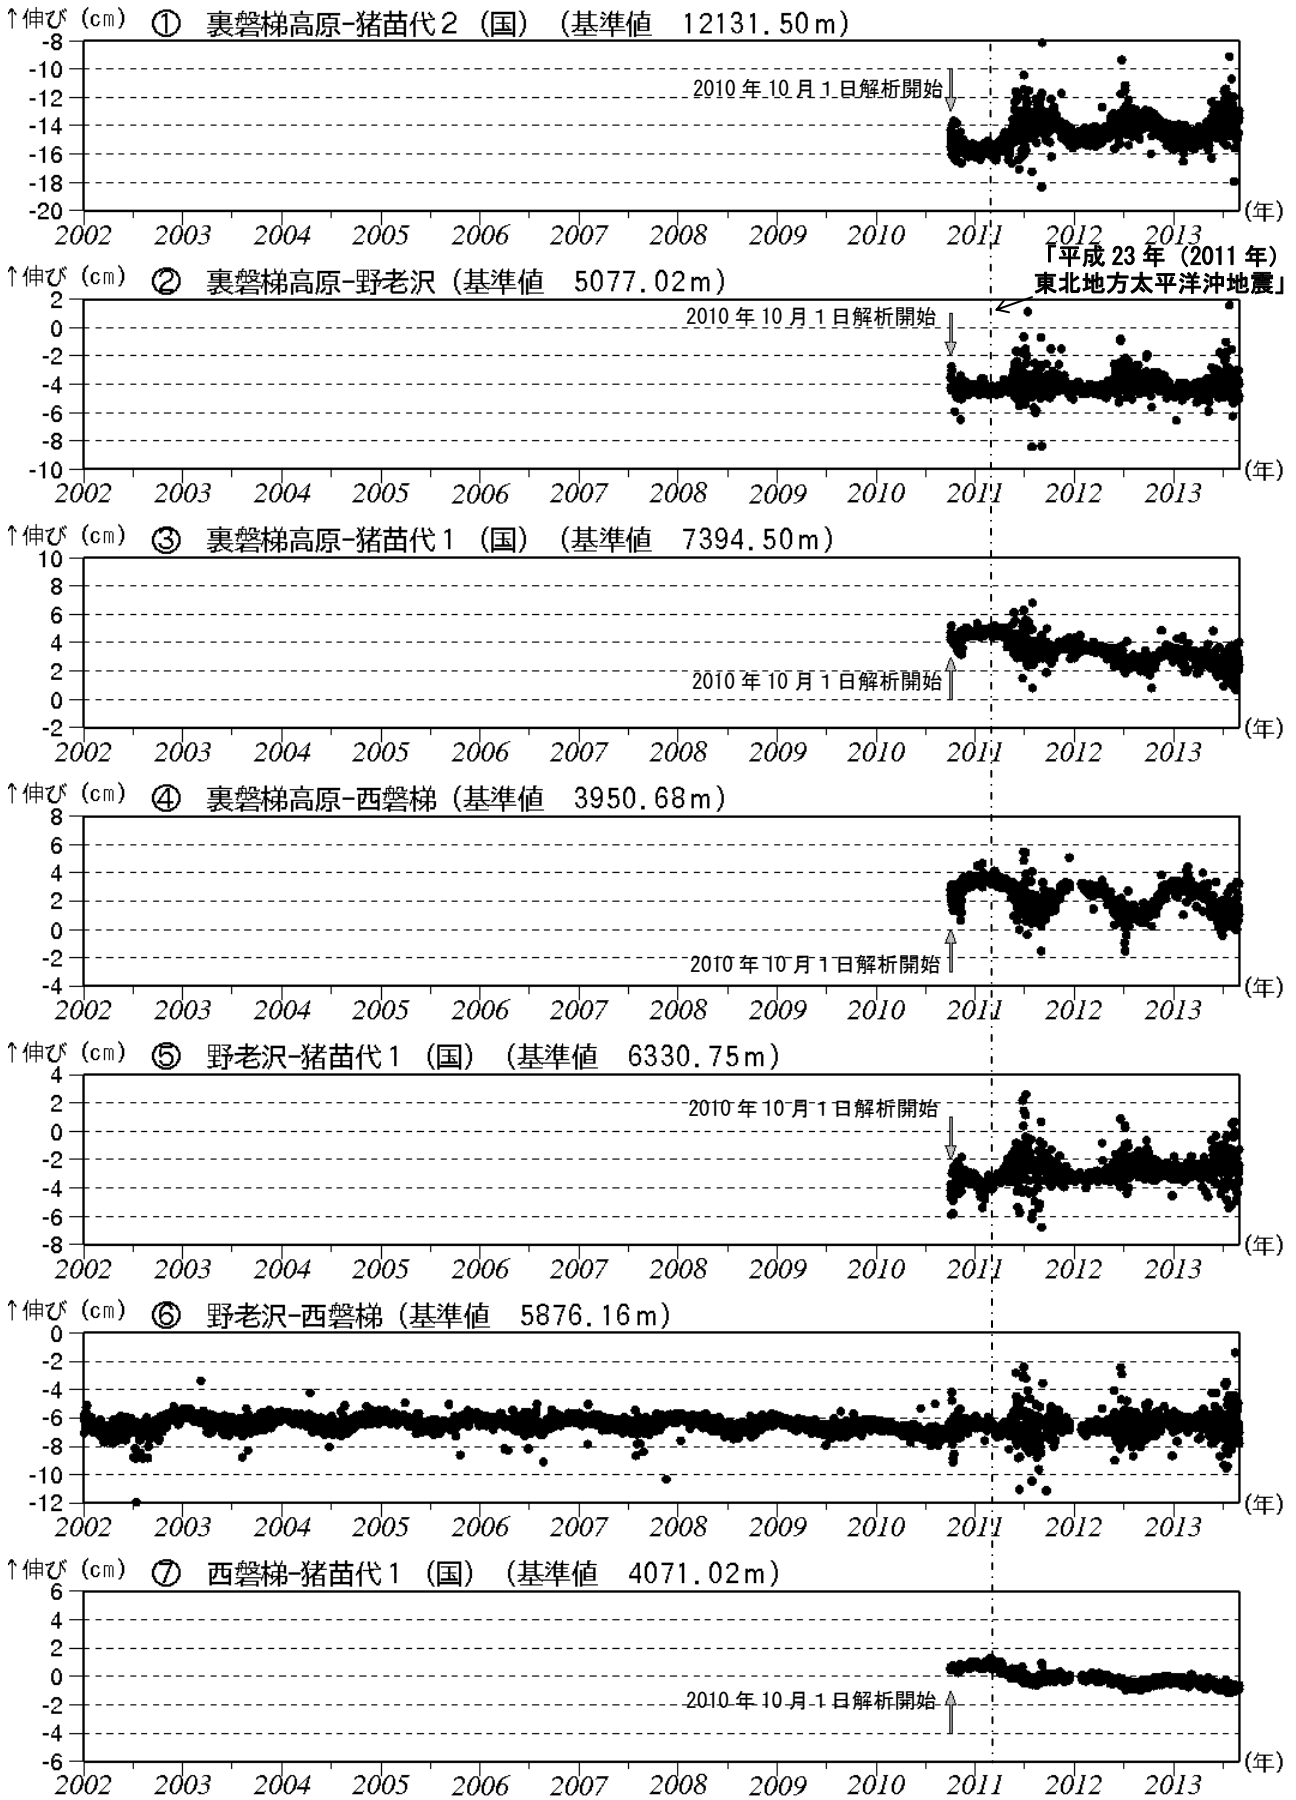 ↑伸び (cm) ① 裏磐梯高原-猪苗代2 (国) (基準値 12131.50m)
-8
-10
2010年10月1日解析開始
-12
-14
-16
-18
-20
(年)
2002 2003 2004 2005 2006 2007 2008 2009 2010 2011 2012 2013
「平成23年(2011年)
東北地方太平洋沖地震」
↑伸び (cm) ② 裏磐梯高原-野老沢 (基準値 5077.02m)
2
2010年10月1日解析開始
0
-2
-4
-6
-8
-10
(年)
2002 2003 2004 2005 2006 2007 2008 2009 2010 2011 2012 2013
↑伸び (cm) ③ 裏磐梯高原-猪苗代1 (国) (基準値 7394.50m)
10
8
6
4
2
2010年10月1日解析開始
0
-2
(年)
2002 2003 2004 2005 2006 2007 2008 2009 2010 2011 2012 2013
↑伸び (cm) ④ 裏磐梯高原-西磐梯 (基準値 3950.68m)
8
6
4
2
0
-2
2010年10月1日解析開始
-4
(年)
2002 2003 2004 2005 2006 2007 2008 2009 2010 2011 2012 2013
↑伸び (cm) ⑤ 野老沢-猪苗代1 (国) (基準値 6330.75m)
4
2
2010年10月1日解析開始
0
-2
-4
-6
-8
(年)
2002 2003 2004 2005 2006 2007 2008 2009 2010 2011 2012 2013
↑伸び (cm) ⑥ 野老沢-西磐梯 (基準値 5876.16m)
0
-2
-4
-6
-8
-10
-12
(年)
2002 2003 2004 2005 2006 2007 2008 2009 2010 2011 2012 2013
↑伸び (cm) ⑦ 西磐梯-猪苗代1 (国) (基準値 4071.02m)
6
4
2
0
-2
2010年10月1日解析開始
-4
-6
(年)
2002 2003 2004 2005 2006 2007 2008 2009 2010 2011 2012 2013